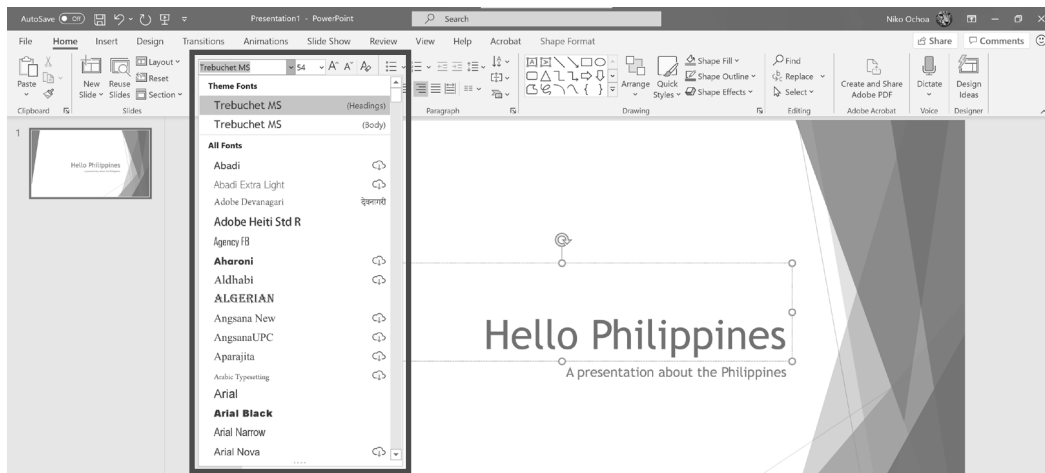 AutoSave Off Presentation1 - PowerPoint Search Niko Ochoa
File Home Insert Design Transitions Animations Slide Show Review View Help Acrobat Shape Format Share Comments
Paste
New Slide
Reuse Slides
Layout
Reset
Section
Trebuchet MS 54
Arrange
Quick Styles
Shape Fill
Shape Outline
Shape Effects
Find
Replace
Select
Create and Share Adobe PDF
Dictate
Design Ideas
Clipboard Slides Paragraph Drawing Editing Adobe Acrobat Voice Designer
Theme Fonts
Trebuchet MS (Headings)
Trebuchet MS (Body)
All Fonts
Abadi
Abadi Extra Light
Adobe Devanagari देवनागरी
Adobe Heiti Std R
Agency FB
Aharoni
Aldhabi
ALGERIAN
Angsana New
AngsanaUPC
Aparajita
Arabic Typesetting
Arial
Arial Black
Arial Narrow
Arial Nova
1
Hello Philippines
Hello Philippines
A presentation about the Philippines